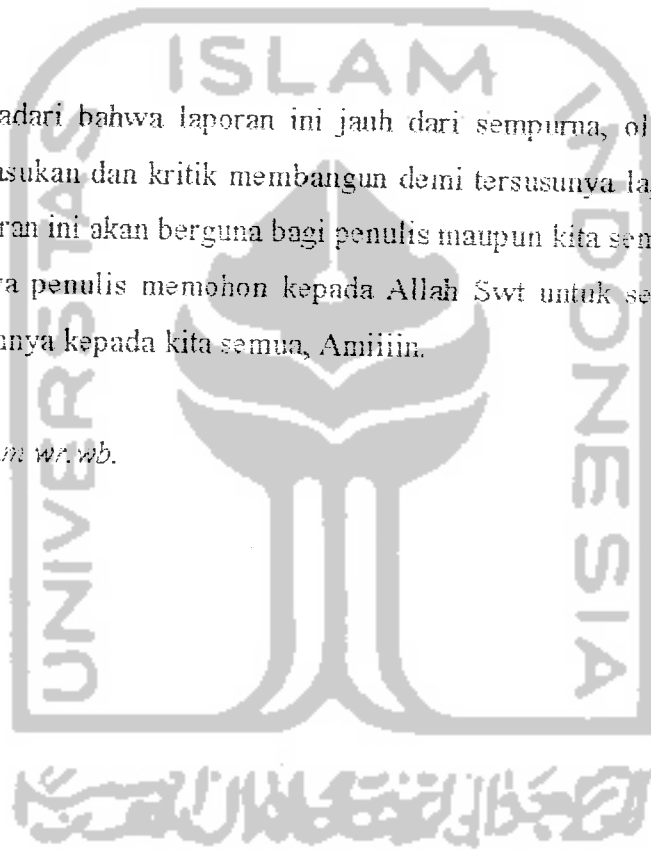 ISLAM
UNIVERSITAS
INDONESIA
adari bahwa laporan ini jauh dari sempurna, ol
asukan dan kritik membangun demi tersusunya la
ran ini akan berguna bagi penulis maupun kita sem
a penulis memohon kepada Allah Swt untuk se
nnya kepada kita semua, Amiiiin.
m wr.wb.